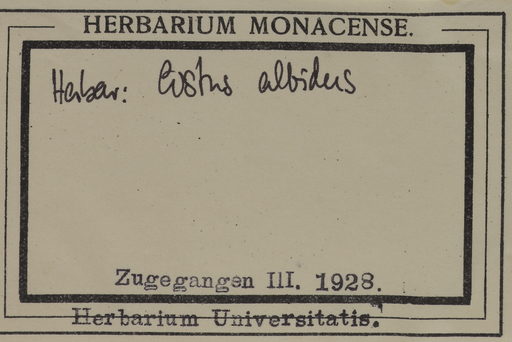 HERBARIUM MONACENSE.
Herbar: Cistus albidus
Zugegangen III. 1928.
Herbarium Universitatis.